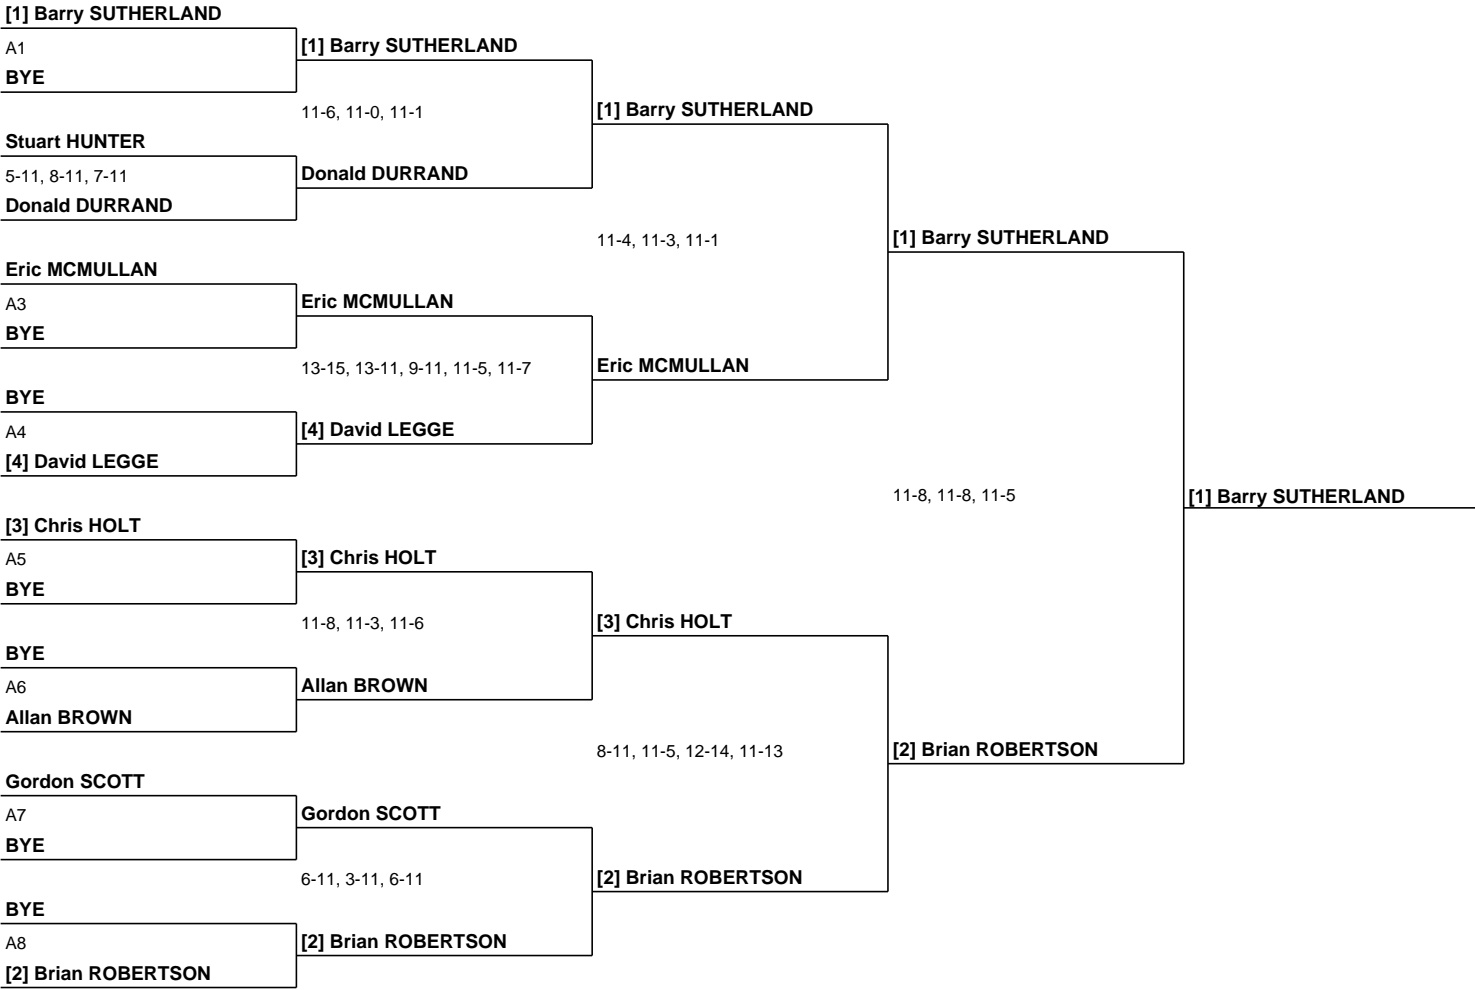 [1] Barry SUTHERLAND
A1
BYE
Stuart HUNTER
5-11, 8-11, 7-11
Donald DURRAND
Eric MCMULLAN
A3
BYE
BYE
A4
[4] David LEGGE
[3] Chris HOLT
A5
BYE
BYE
A6
Allan BROWN
Gordon SCOTT
A7
BYE
BYE
A8
[2] Brian ROBERTSON
[1] Barry SUTHERLAND
11-6, 11-0, 11-1
Donald DURRAND
Eric MCMULLAN
13-15, 13-11, 9-11, 11-5, 11-7
[4] David LEGGE
[3] Chris HOLT
11-8, 11-3, 11-6
Allan BROWN
Gordon SCOTT
6-11, 3-11, 6-11
[2] Brian ROBERTSON
[1] Barry SUTHERLAND
11-4, 11-3, 11-1
Eric MCMULLAN
[3] Chris HOLT
8-11, 11-5, 12-14, 11-13
[2] Brian ROBERTSON
[1] Barry SUTHERLAND
11-8, 11-8, 11-5
[2] Brian ROBERTSON
[1] Barry SUTHERLAND